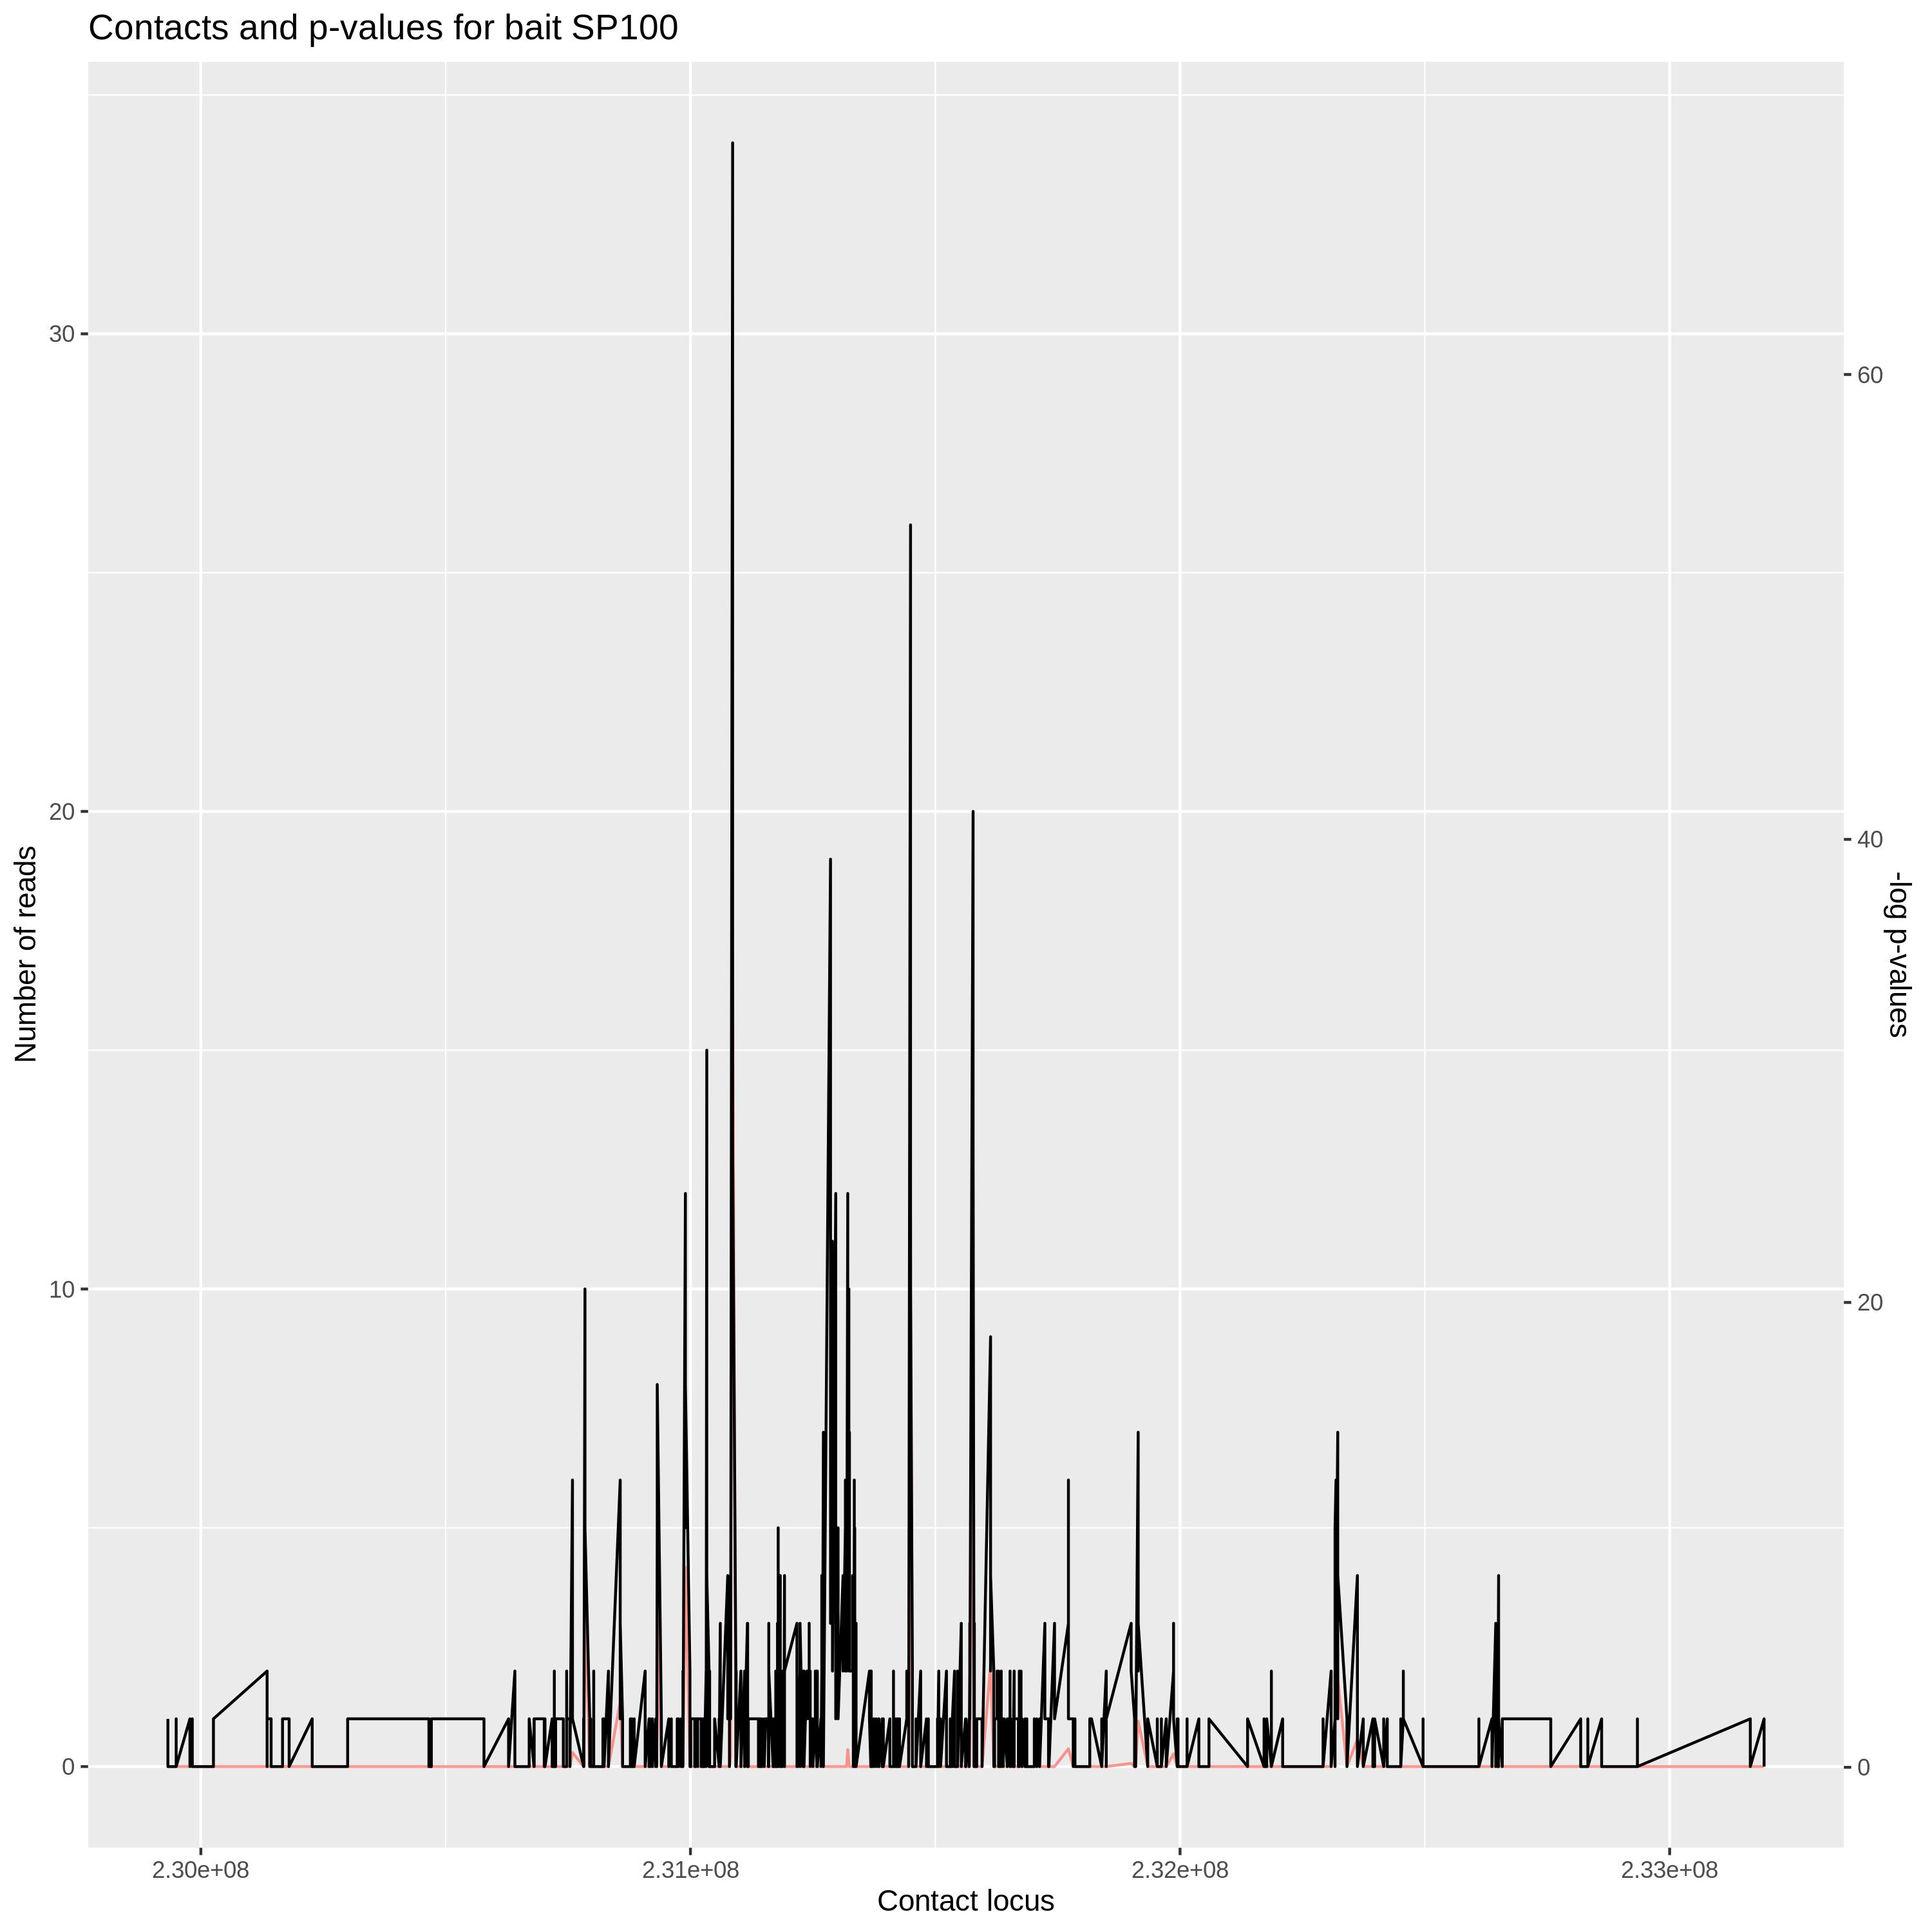 Contacts and p-values for bait SP100
30
20
10
0
Number of reads
60
40
20
0
-log p-values
2.30e+08
2.31e+08
2.32e+08
2.33e+08
Contact locus